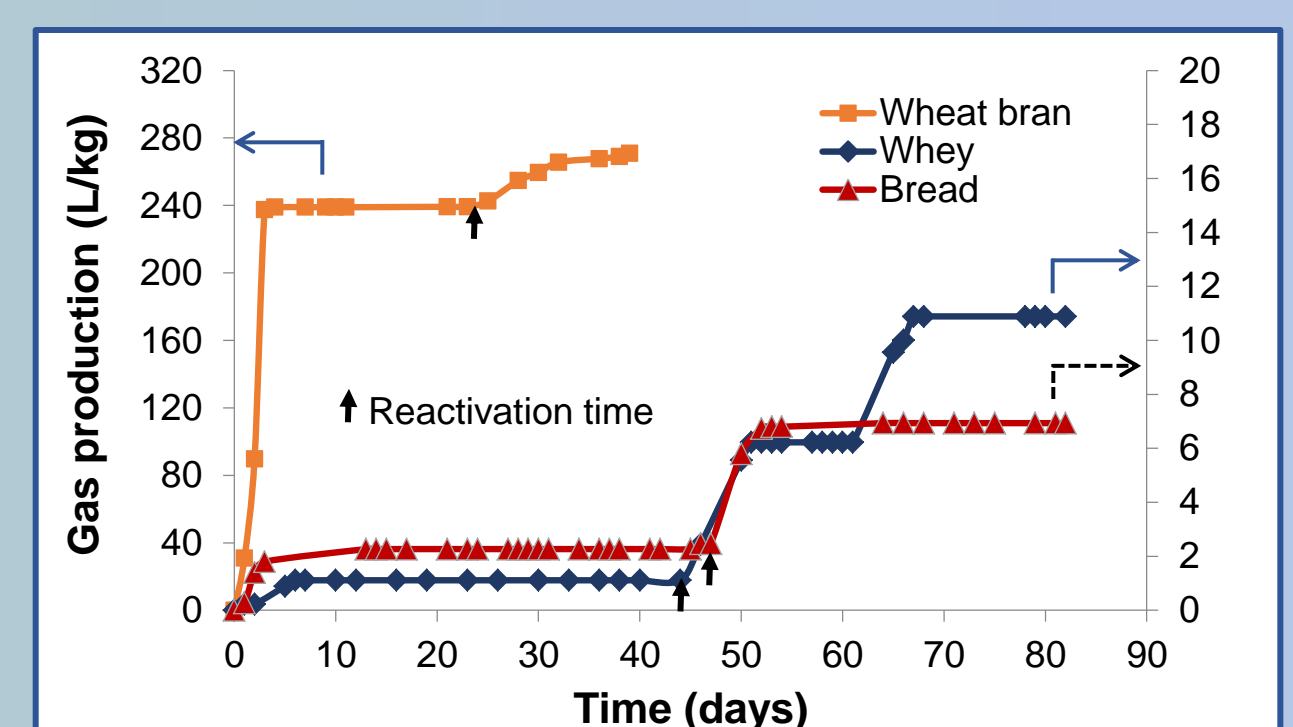 320
280
240
200
160
120
80
40
0
Gas production (L/kg)
20
18
16
14
12
10
8
6
4
2
0
Wheat bran
Whey
Bread
Reactivation time
0 10 20 30 40 50 60 70 80 90
Time (days)